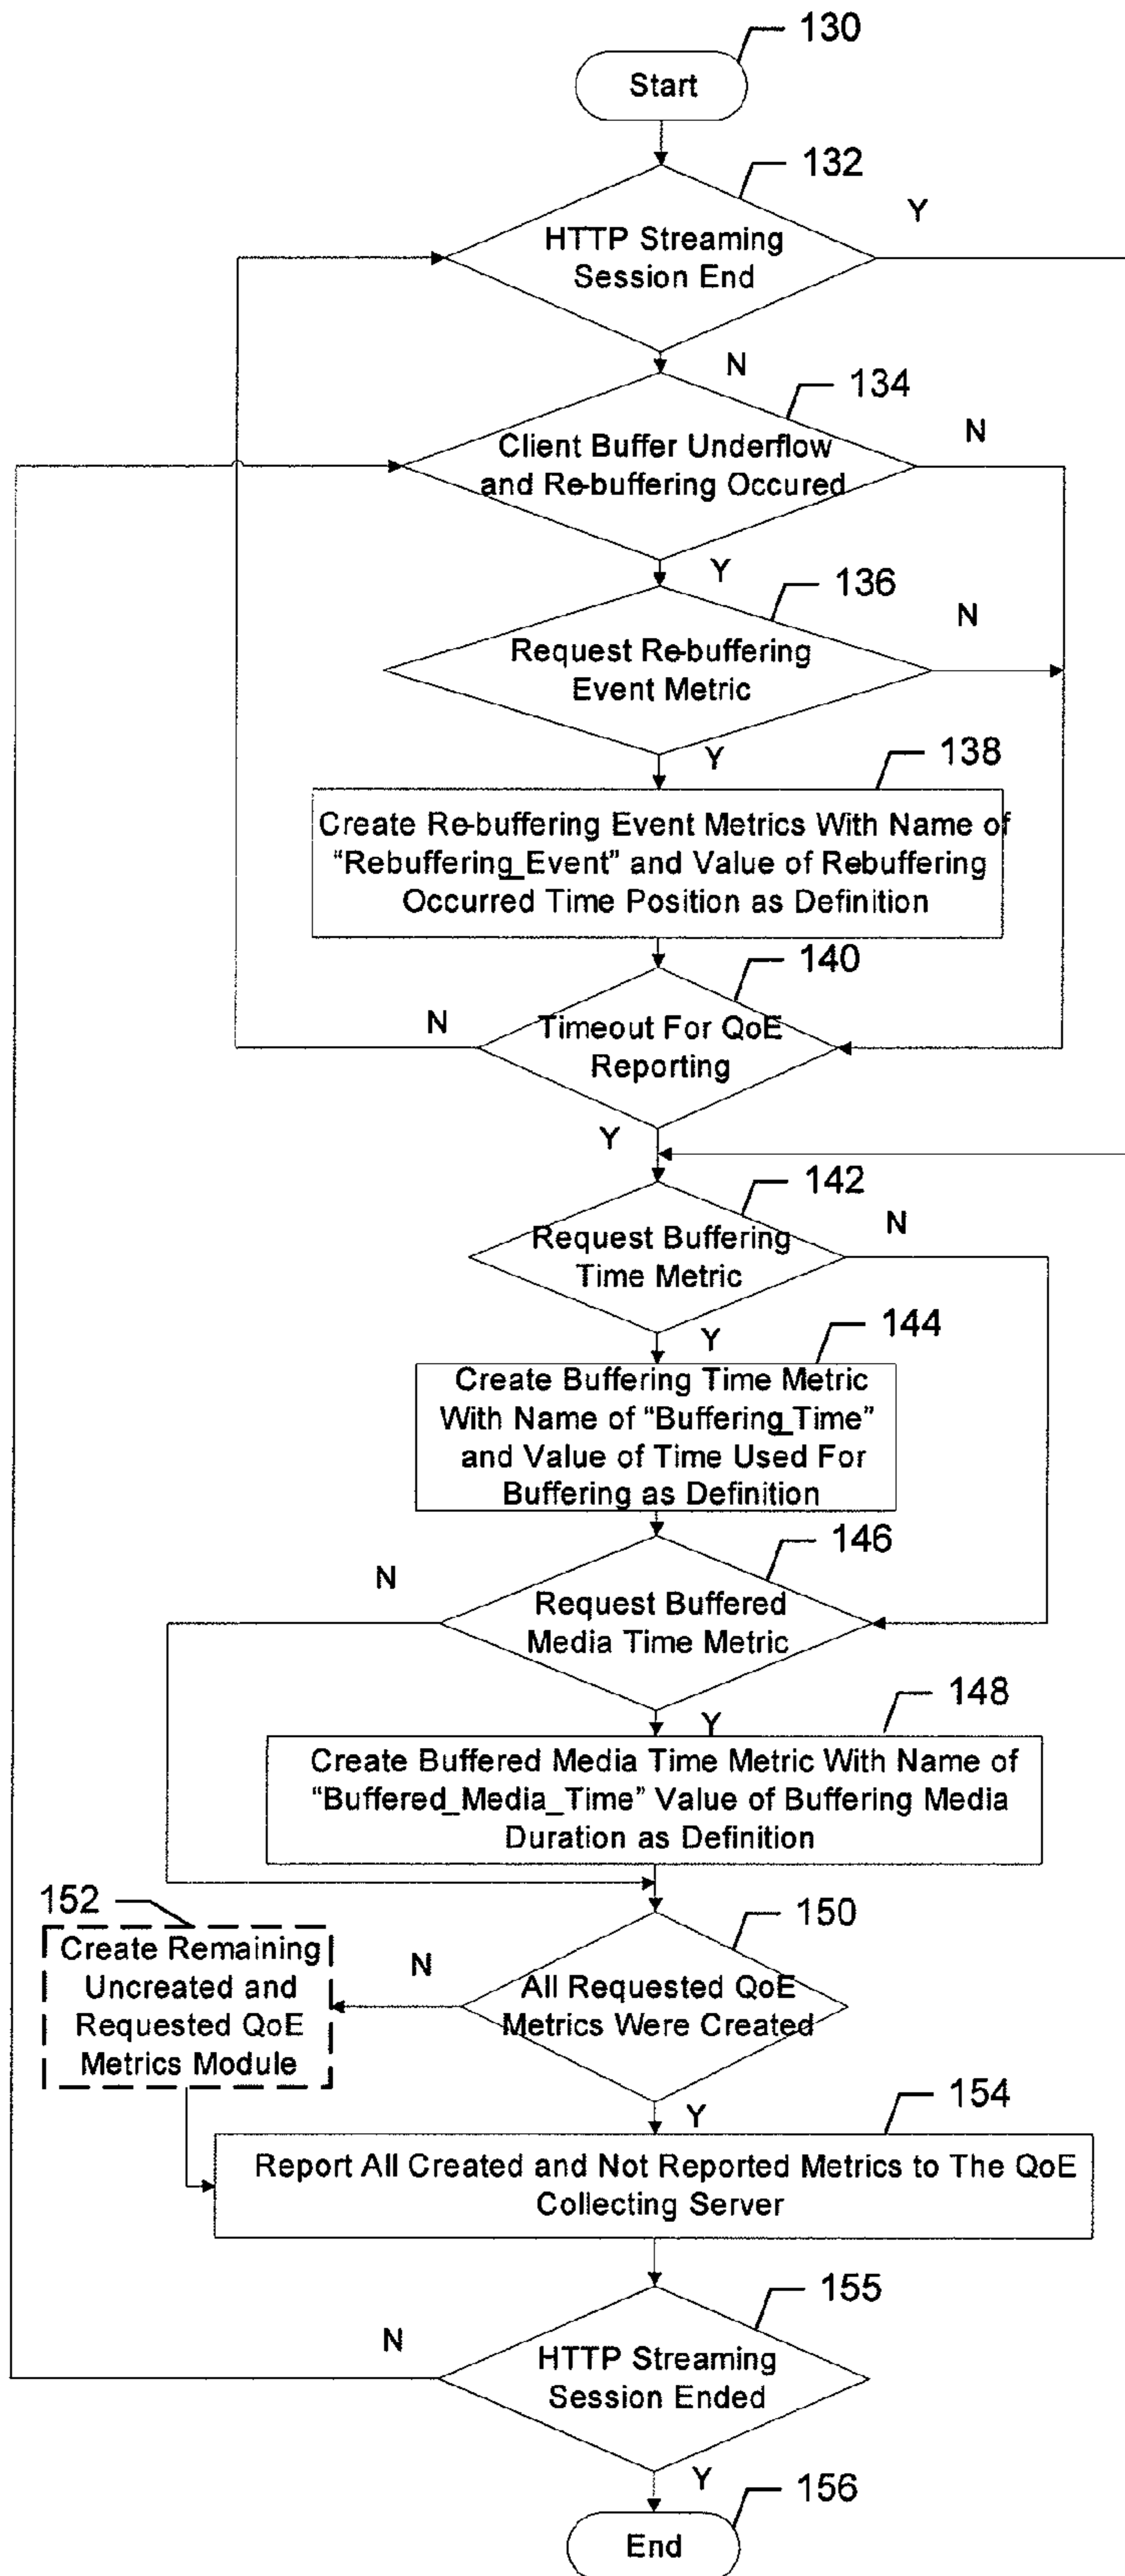 130
Start
132
Y
HTTP Streaming
Session End
N
134
N
Client Buffer Underflow
and Re-buffering Occured
Y
136
N
Request Re-buffering
Event Metric
Y
138
Create Re-buffering Event Metrics With Name of
“Rebuffering_Event” and Value of Rebuffering
Occurred Time Position as Definition
140
N
Timeout For QoE
Reporting
Y
142
N
Request Buffering
Time Metric
Y
144
Create Buffering Time Metric
With Name of “Buffering_Time”
and Value of Time Used For
Buffering as Definition
146
N
Request Buffered
Media Time Metric
Y
148
Create Buffered Media Time Metric With Name of
“Buffered_Media_Time” Value of Buffering Media
Duration as Definition
152
150
Create Remaining
Uncreated and
Requested QoE
Metrics Module
N
All Requested QoE
Metrics Were Created
Y
154
Report All Created and Not Reported Metrics to The QoE
Collecting Server
155
N
HTTP Streaming
Session Ended
Y
156
End